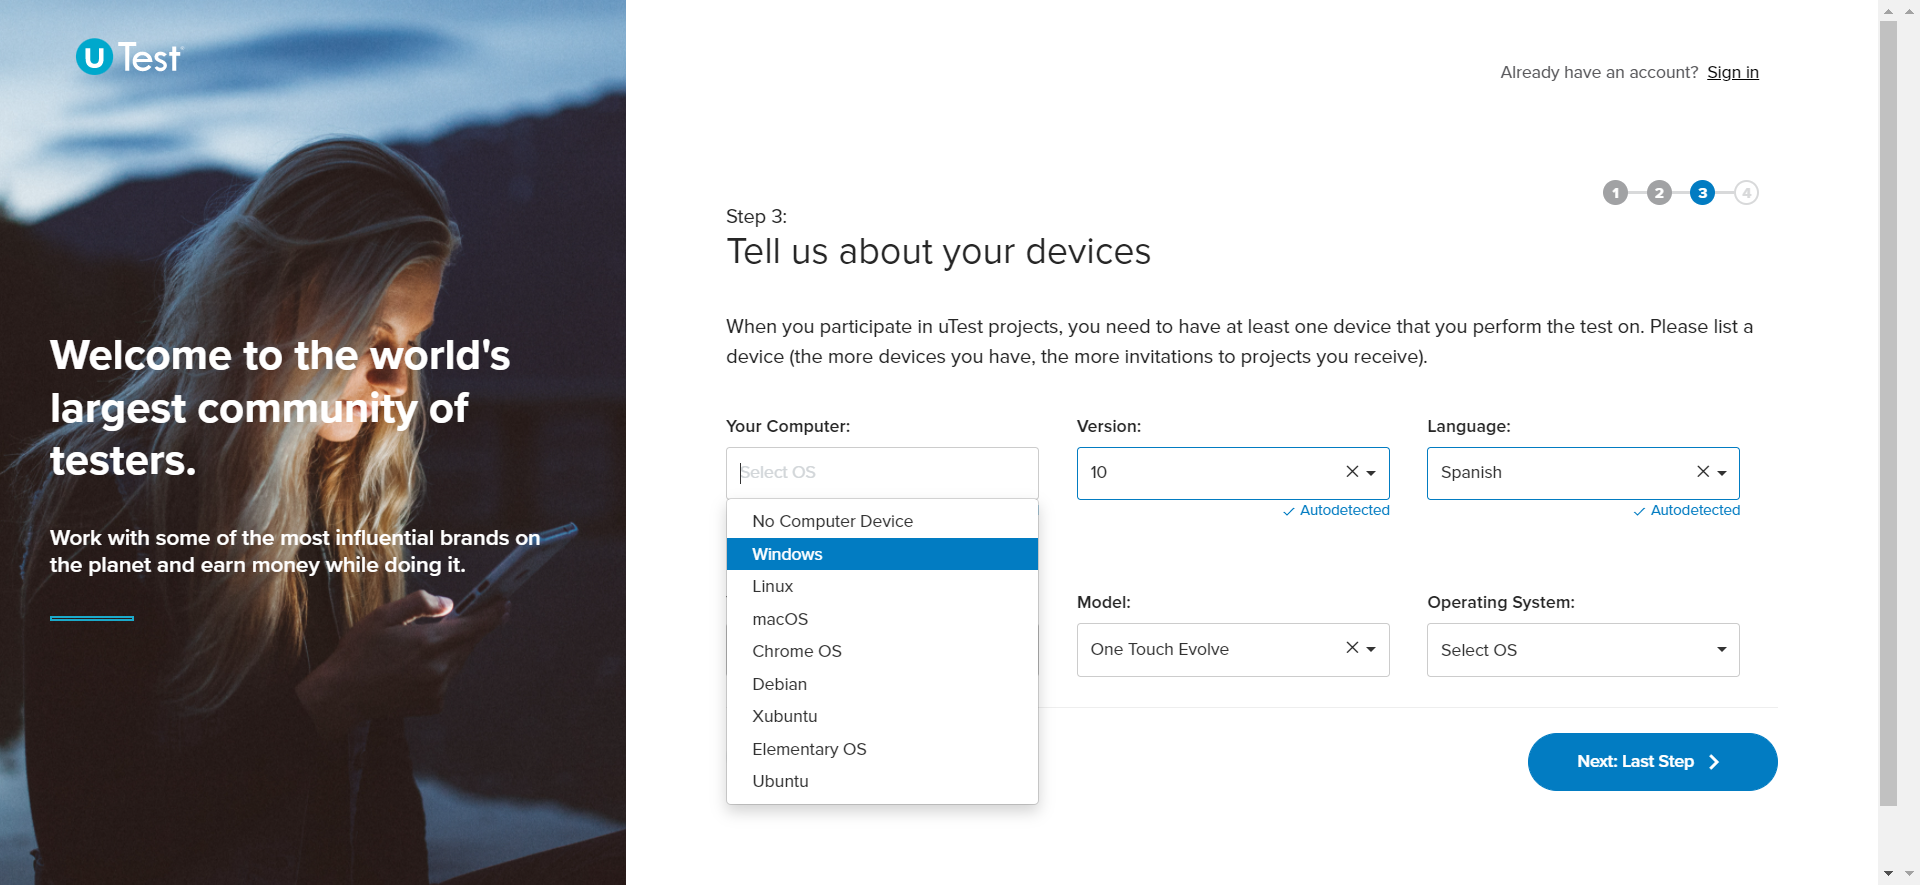 U Test
Already have an account? Sign in
1 2 3 4
Step 3:
Tell us about your devices
When you participate in uTest projects, you need to have at least one device that you perform the test on. Please list a
device (the more devices you have, the more invitations to projects you receive).
Welcome to the world's
largest community of
testers.
Work with some of the most influential brands on
the planet and earn money while doing it.
Your Computer:
Select OS
No Computer Device
Windows
Linux
macOS
Chrome OS
Debian
Xubuntu
Elementary OS
Ubuntu
Version:
10
Autodetected
Language:
Spanish
Autodetected
Model:
One Touch Evolve
Operating System:
Select OS
Next: Last Step